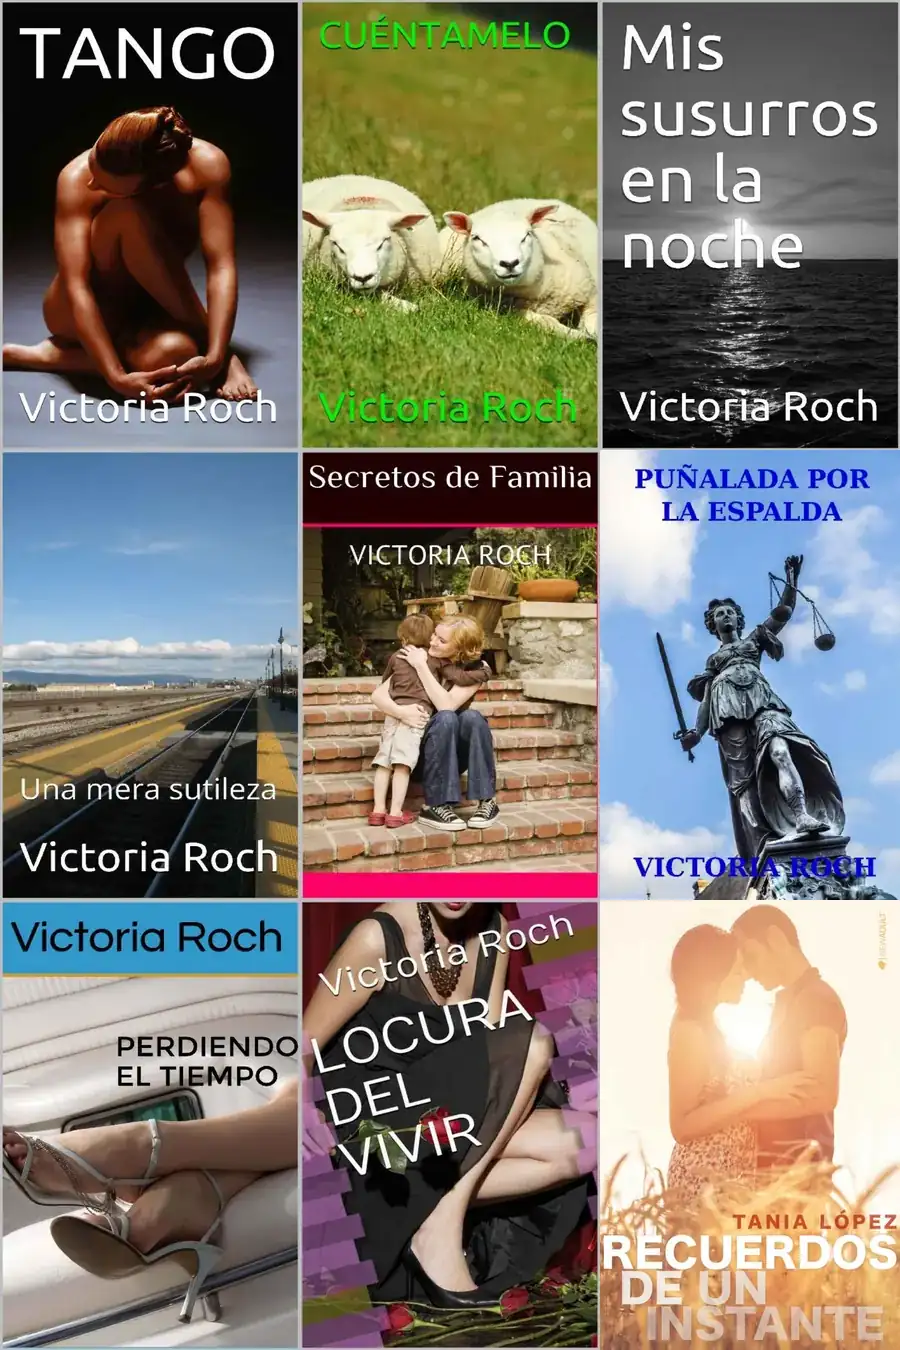 TANGO
Victoria Roch
CUÉNTAMELO
Victoria Roch
Mis
susurros
en la
noche
Victoria Roch
Una mera sutileza
Victoria Roch
Secretos de Familia
VICTORIA ROCH
PUÑALADA POR
LA ESPALDA
VICTORIA ROCH
Victoria Roch
PERDIENDO
EL TIEMPO
Victoria Roch
LOCURA
DEL
VIVIR
TANIA LÓPEZ
RECUERDOS
DE UN
INSTANTE